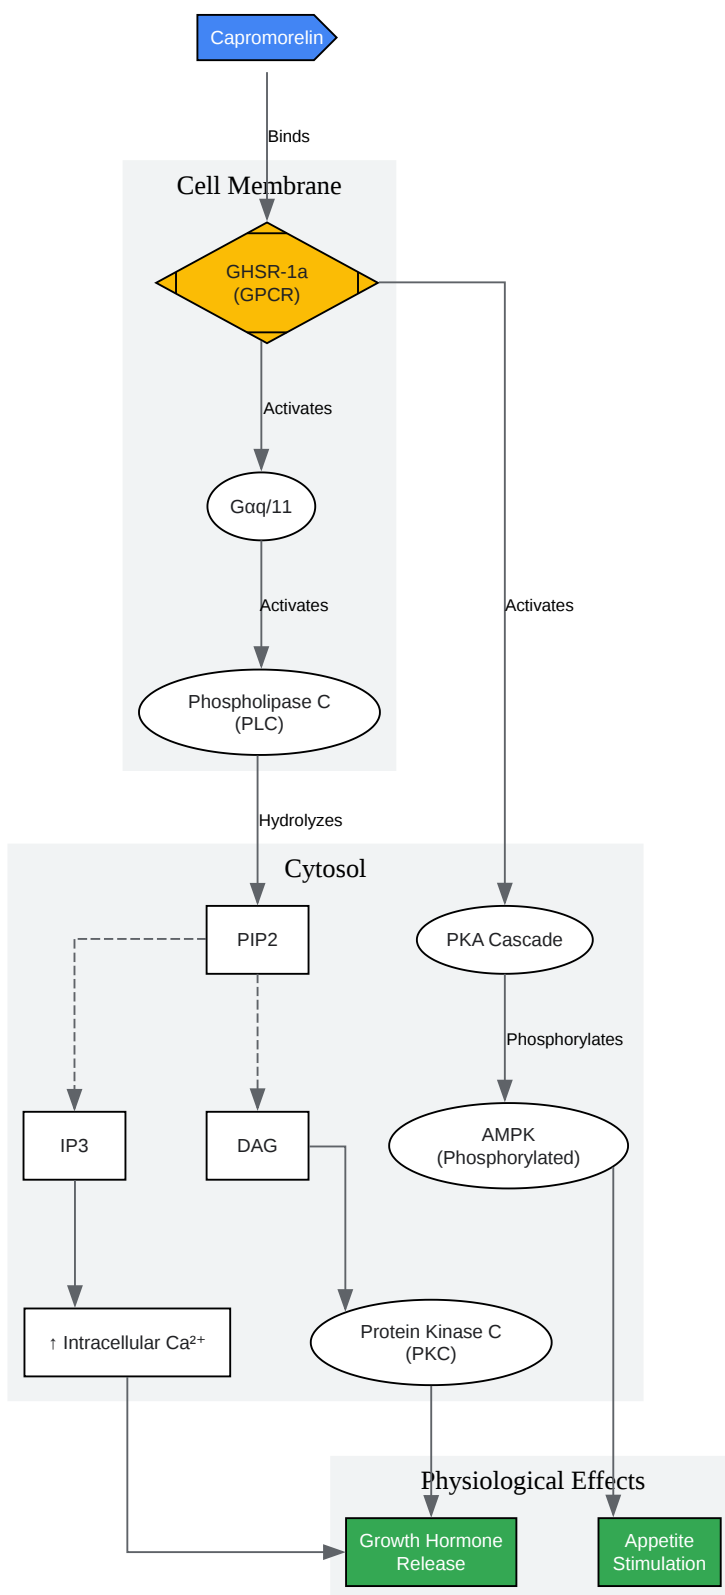 Capromorelin
Binds
Cell Membrane
GHSR-1a
(GPCR)
Activates
Gαq/11
Activates
Activates
Phospholipase C
(PLC)
Hydrolyzes
Cytosol
PIP2
PKA Cascade
Phosphorylates
IP3
DAG
AMPK
(Phosphorylated)
↑ Intracellular Ca²⁺
Protein Kinase C
(PKC)
Physiological Effects
Growth Hormone
Release
Appetite
Stimulation